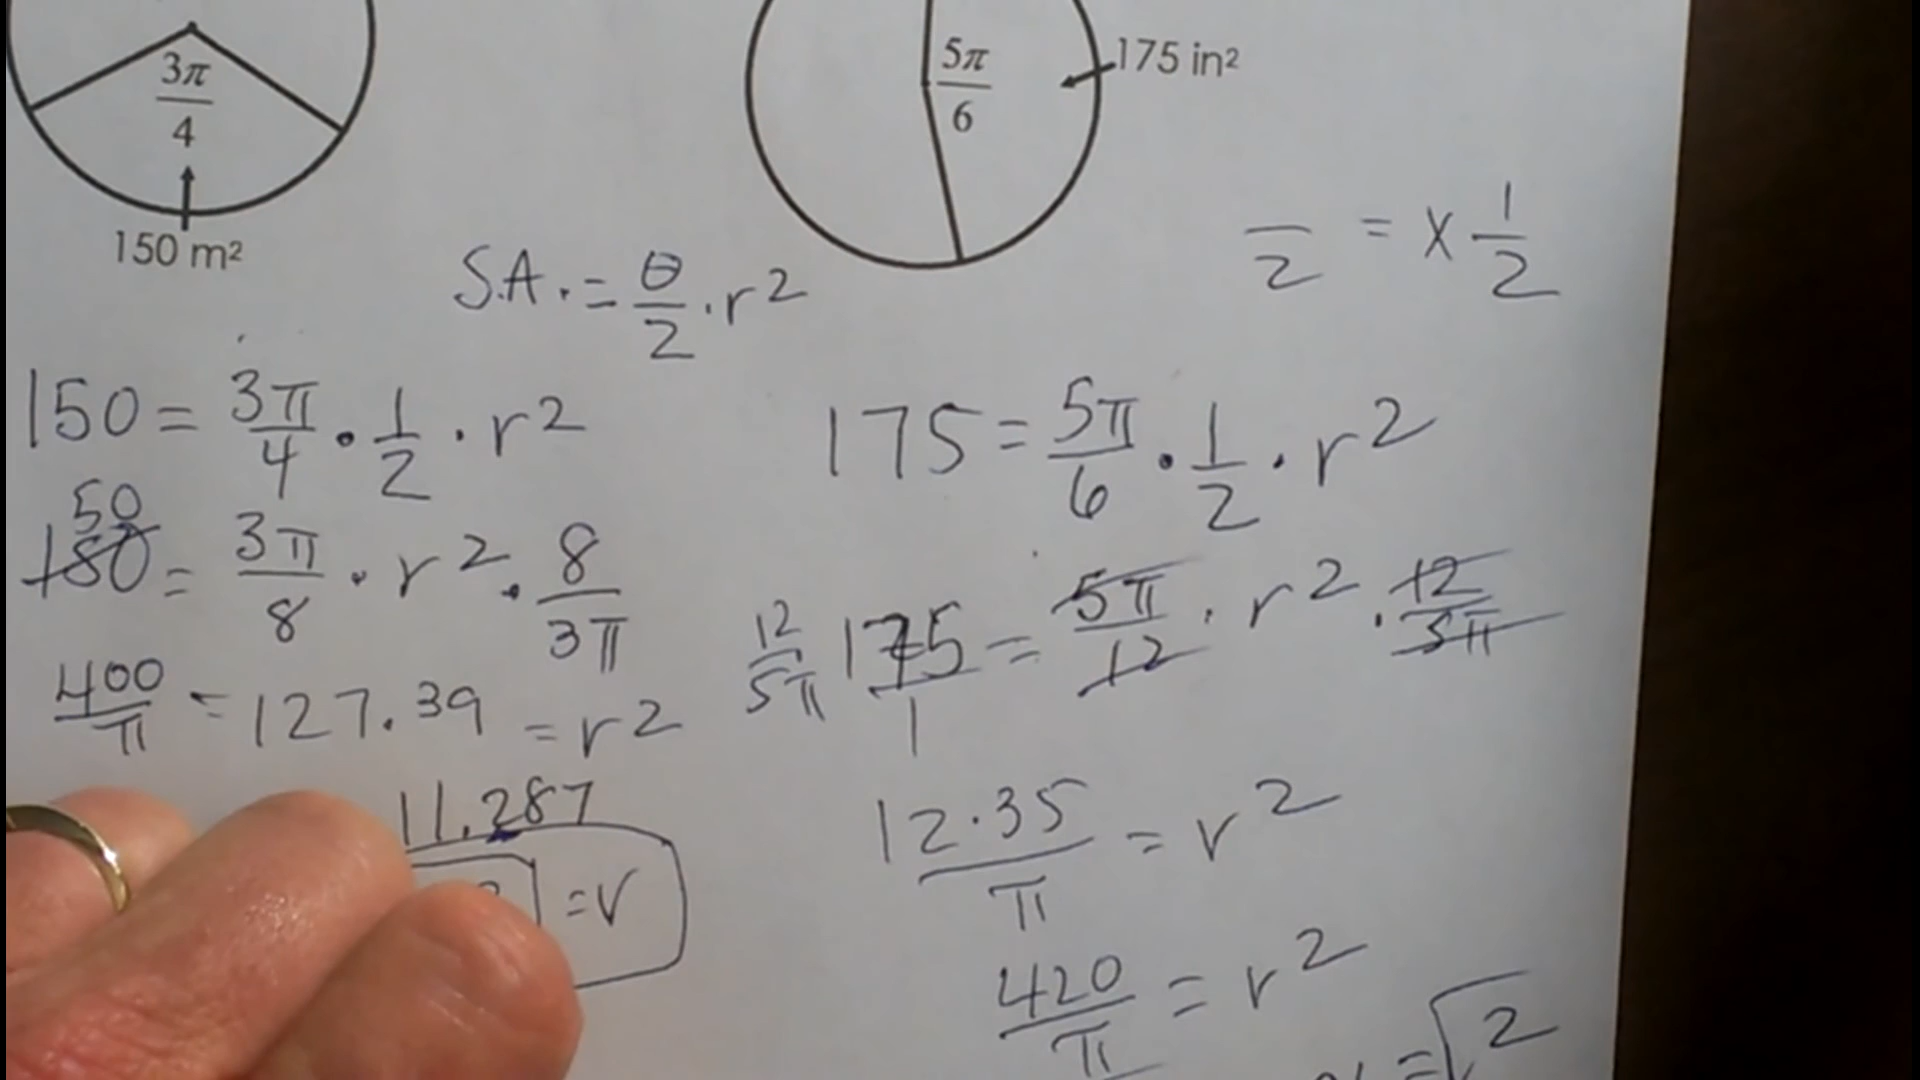 3π/4
150 m²
5π/6
175 in²
S.A. = θ/2 · r²
/2 = x 1/2
150 = 3π/4 · 1/2 · r²
50
150 = 3π/8 · r² · 8/3π
400/π = 127.39 = r²
11.287
= r
175 = 5π/6 · 1/2 · r²
12/5π 175/1 = 5π/12 · r² · 12/5π
12·35/π = r²
420/π = r²
= √2